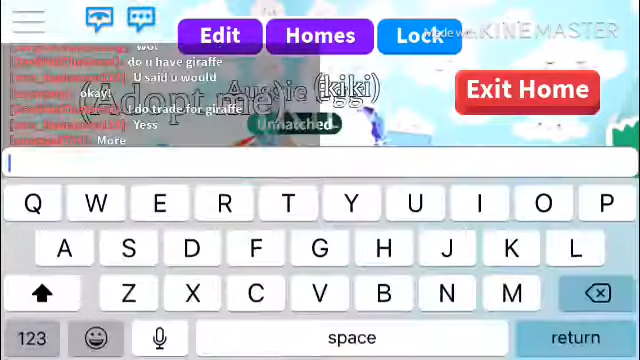 Edit Homes Lock
KINEMASTER
wot
do u have giraffe
U said u would
okay!
Exit Home
(Adopt me)
(kiki)
I do trade for giraffe
Yess
Unhatched
More
Q W E R T Y U I O P
A S D F G H J K L
Z X C V B N M
123 space return